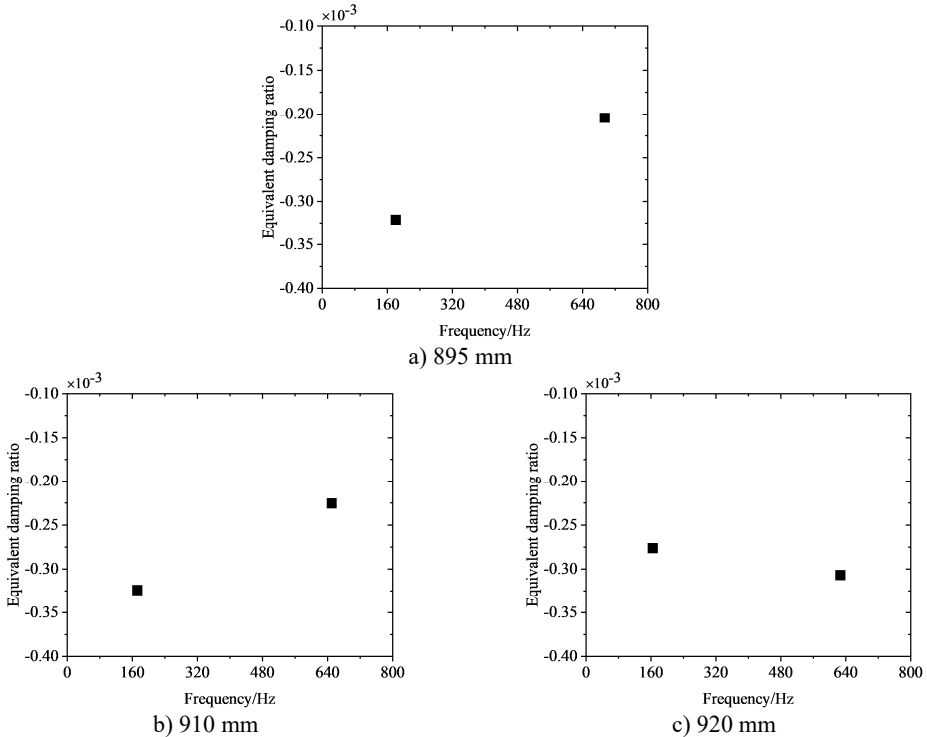 ×10-3
-0.10
-0.15
-0.20
-0.25
-0.30
-0.35
-0.40
Equivalent damping ratio
0 160 320 480 640 800
Frequency/Hz
a) 895 mm
×10-3
-0.10
-0.15
-0.20
-0.25
-0.30
-0.35
-0.40
Equivalent damping ratio
0 160 320 480 640 800
Frequency/Hz
b) 910 mm
×10-3
-0.10
-0.15
-0.20
-0.25
-0.30
-0.35
-0.40
Equivalent damping ratio
0 160 320 480 640 800
Frequency/Hz
c) 920 mm